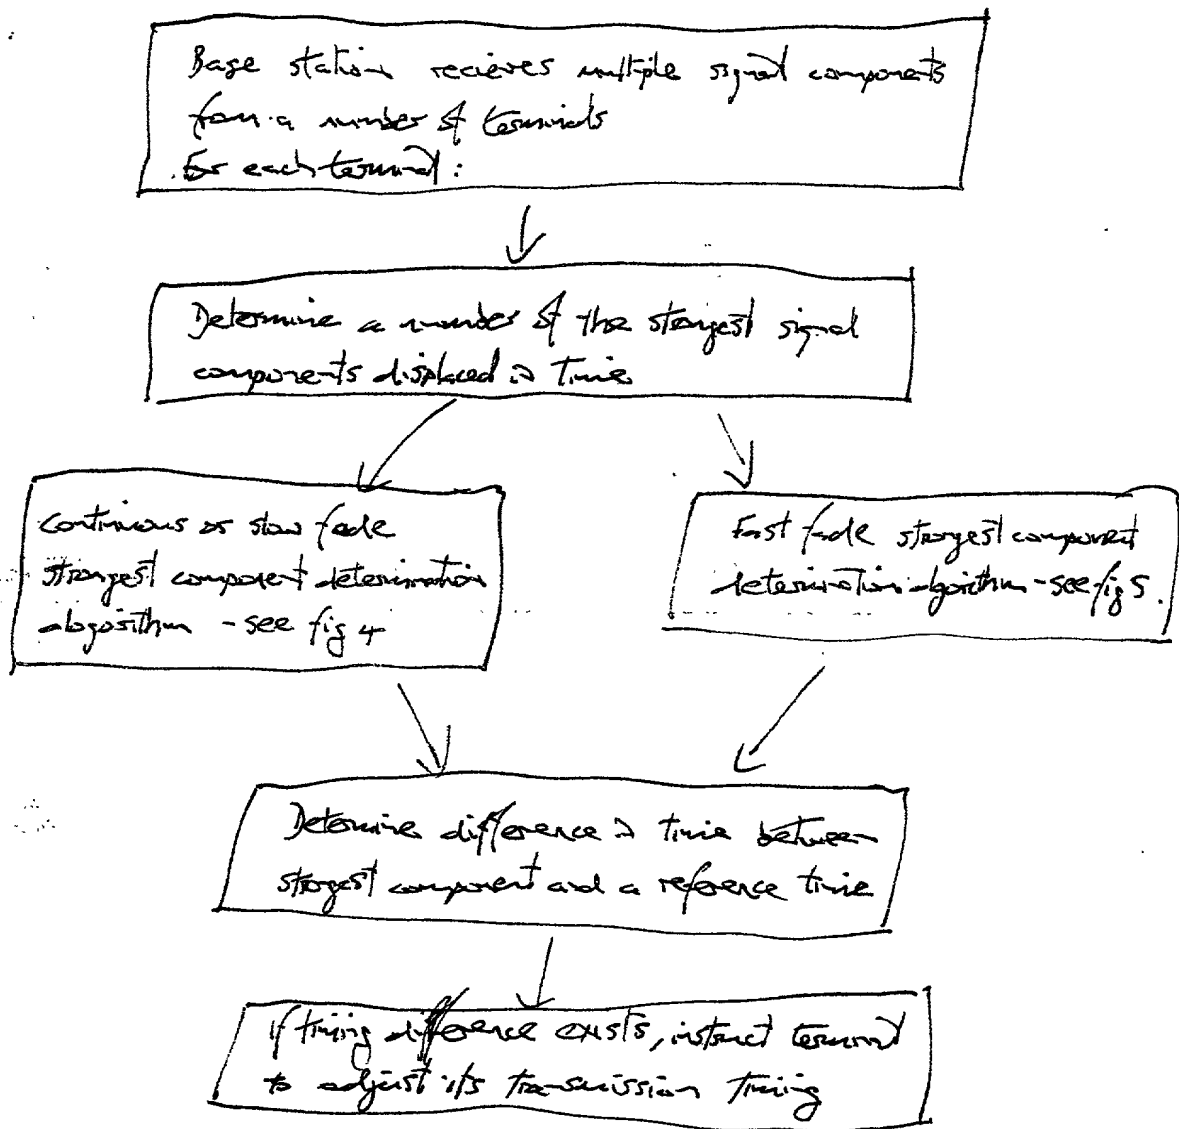 Base station recieves multiple signal components
from a number of terminals
For each terminal :
Determine a number of the strongest signal
components displaced in time
Continuous or slow fade
strongest component determination
algorithm - see fig 4
Fast fade strongest component
determination algorithm - see fig 5.
Determine difference in time between
strongest component and a reference time
If timing difference exists, instruct terminal
to adjust its transmission timing